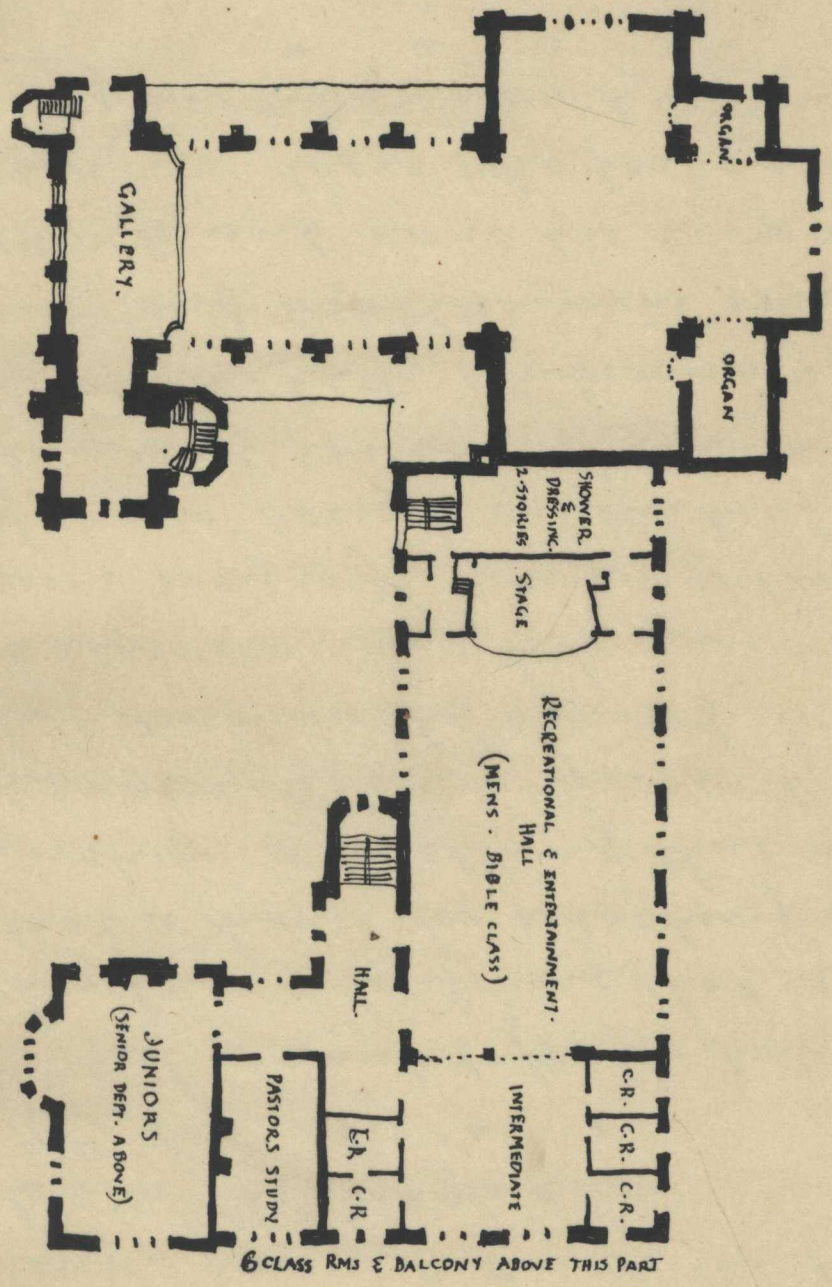 GALLERY.
ORGAN.
ORGAN
SHOWER
&
DRESSING.
2-STORIES
STAGE
RECREATIONAL & ENTERTAINMENT.
HALL
(MENS. BIBLE CLASS)
HALL.
JUNIORS
(SENIOR DEPT. ABOVE)
PASTORS STUDY
C-R
C-R
INTERMEDIATE
C-R.
C-R.
C-R.
6 CLASS RMS & BALCONY ABOVE THIS PART